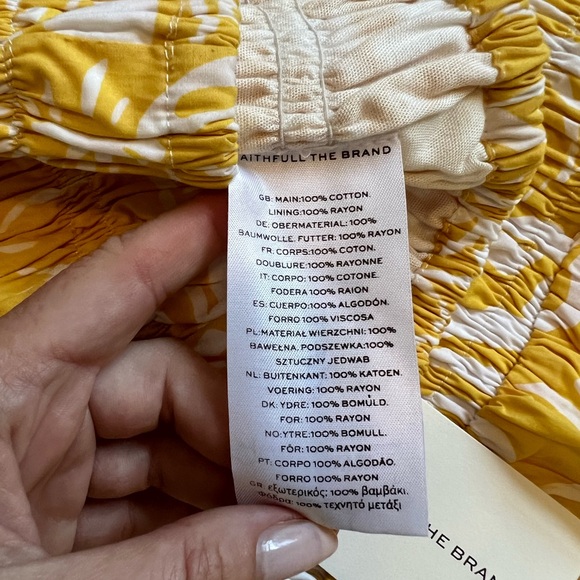 AITHFULL THE BRAND
GB: MAIN:100% COTTON.
LINING:100% RAYON
DE: OBERMATERIAL: 100%
BAUMWOLLE. FUTTER: 100% RAYON
FR. CORPS:100% COTON.
DOUBLURE:100% RAYONNE
IT: CORPO: 100% COTONE.
FODERA 100% RAION
ES: CUERPO:100% ALGODÓN.
FORRO 100% VISCOSA
PL:MATERIAŁ WIERZCHNI: 100%
BAWEŁNA. PODSZEWKA:100%
SZTUCZNY JEDWAB
NL: BUITENKANT: 100% KATOEN.
VOERING: 100% RAYON
DK: YDRE: 100% BOMULD.
FOR: 100% RAYON
NO:YTRE:100% BOMULL.
FÔR: 100% RAYON
PT: CORPO 100% ALGODÃO.
FORRO 100% RAYON
GR: εξωτερικός: 100% βαμβάκι.
Φόδρα: 100% τεχνητό μετάξι
HE BRAN